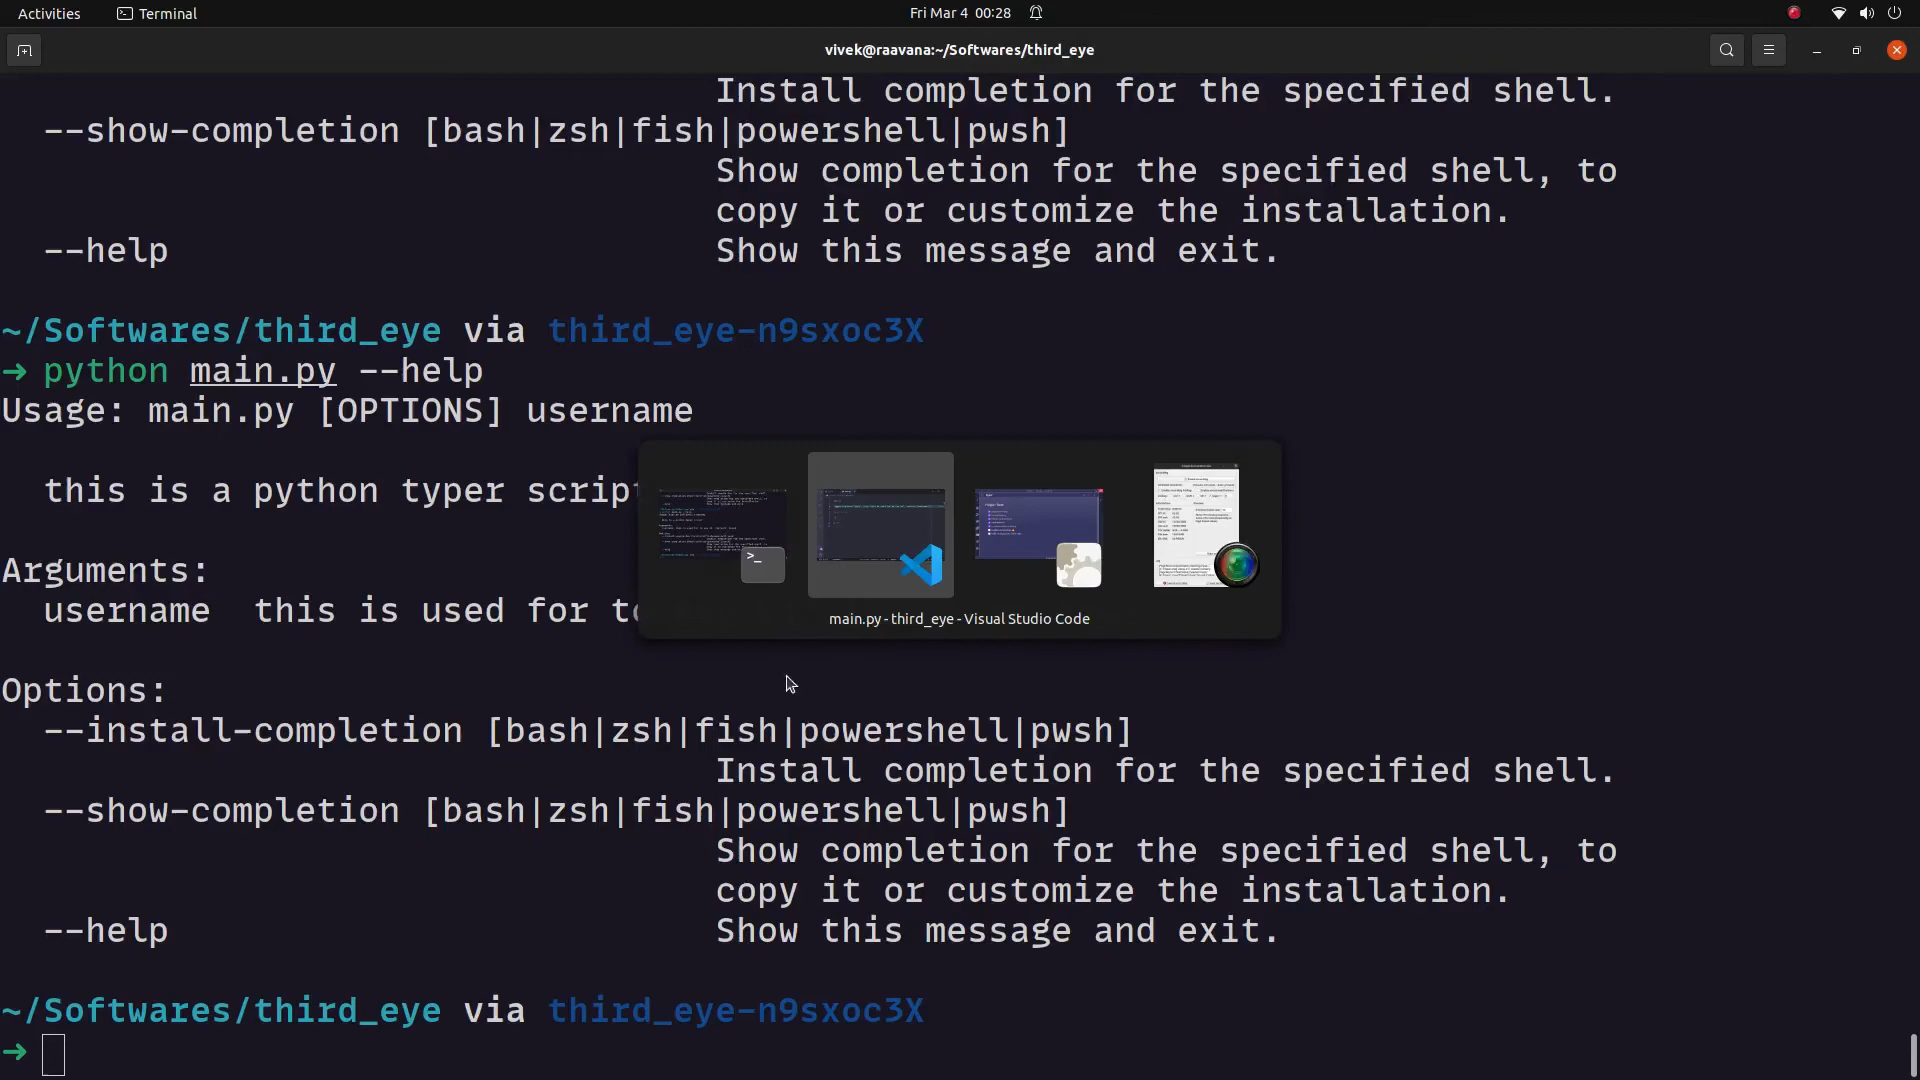 Activities
Terminal
Fri Mar 4 00:28
vivek@raavana:~/Softwares/third_eye
Install completion for the specified shell.
--show-completion [bash|zsh|fish|powershell|pwsh]
Show completion for the specified shell, to
copy it or customize the installation.
--help Show this message and exit.
~/Softwares/third_eye via third_eye-n9sxoc3X
➜ python main.py --help
Usage: main.py [OPTIONS] username
this is a python typer script
Arguments:
username this is used for
main.py - third_eye - Visual Studio Code
Options:
--install-completion [bash|zsh|fish|powershell|pwsh]
Install completion for the specified shell.
--show-completion [bash|zsh|fish|powershell|pwsh]
Show completion for the specified shell, to
copy it or customize the installation.
--help Show this message and exit.
~/Softwares/third_eye via third_eye-n9sxoc3X
➜